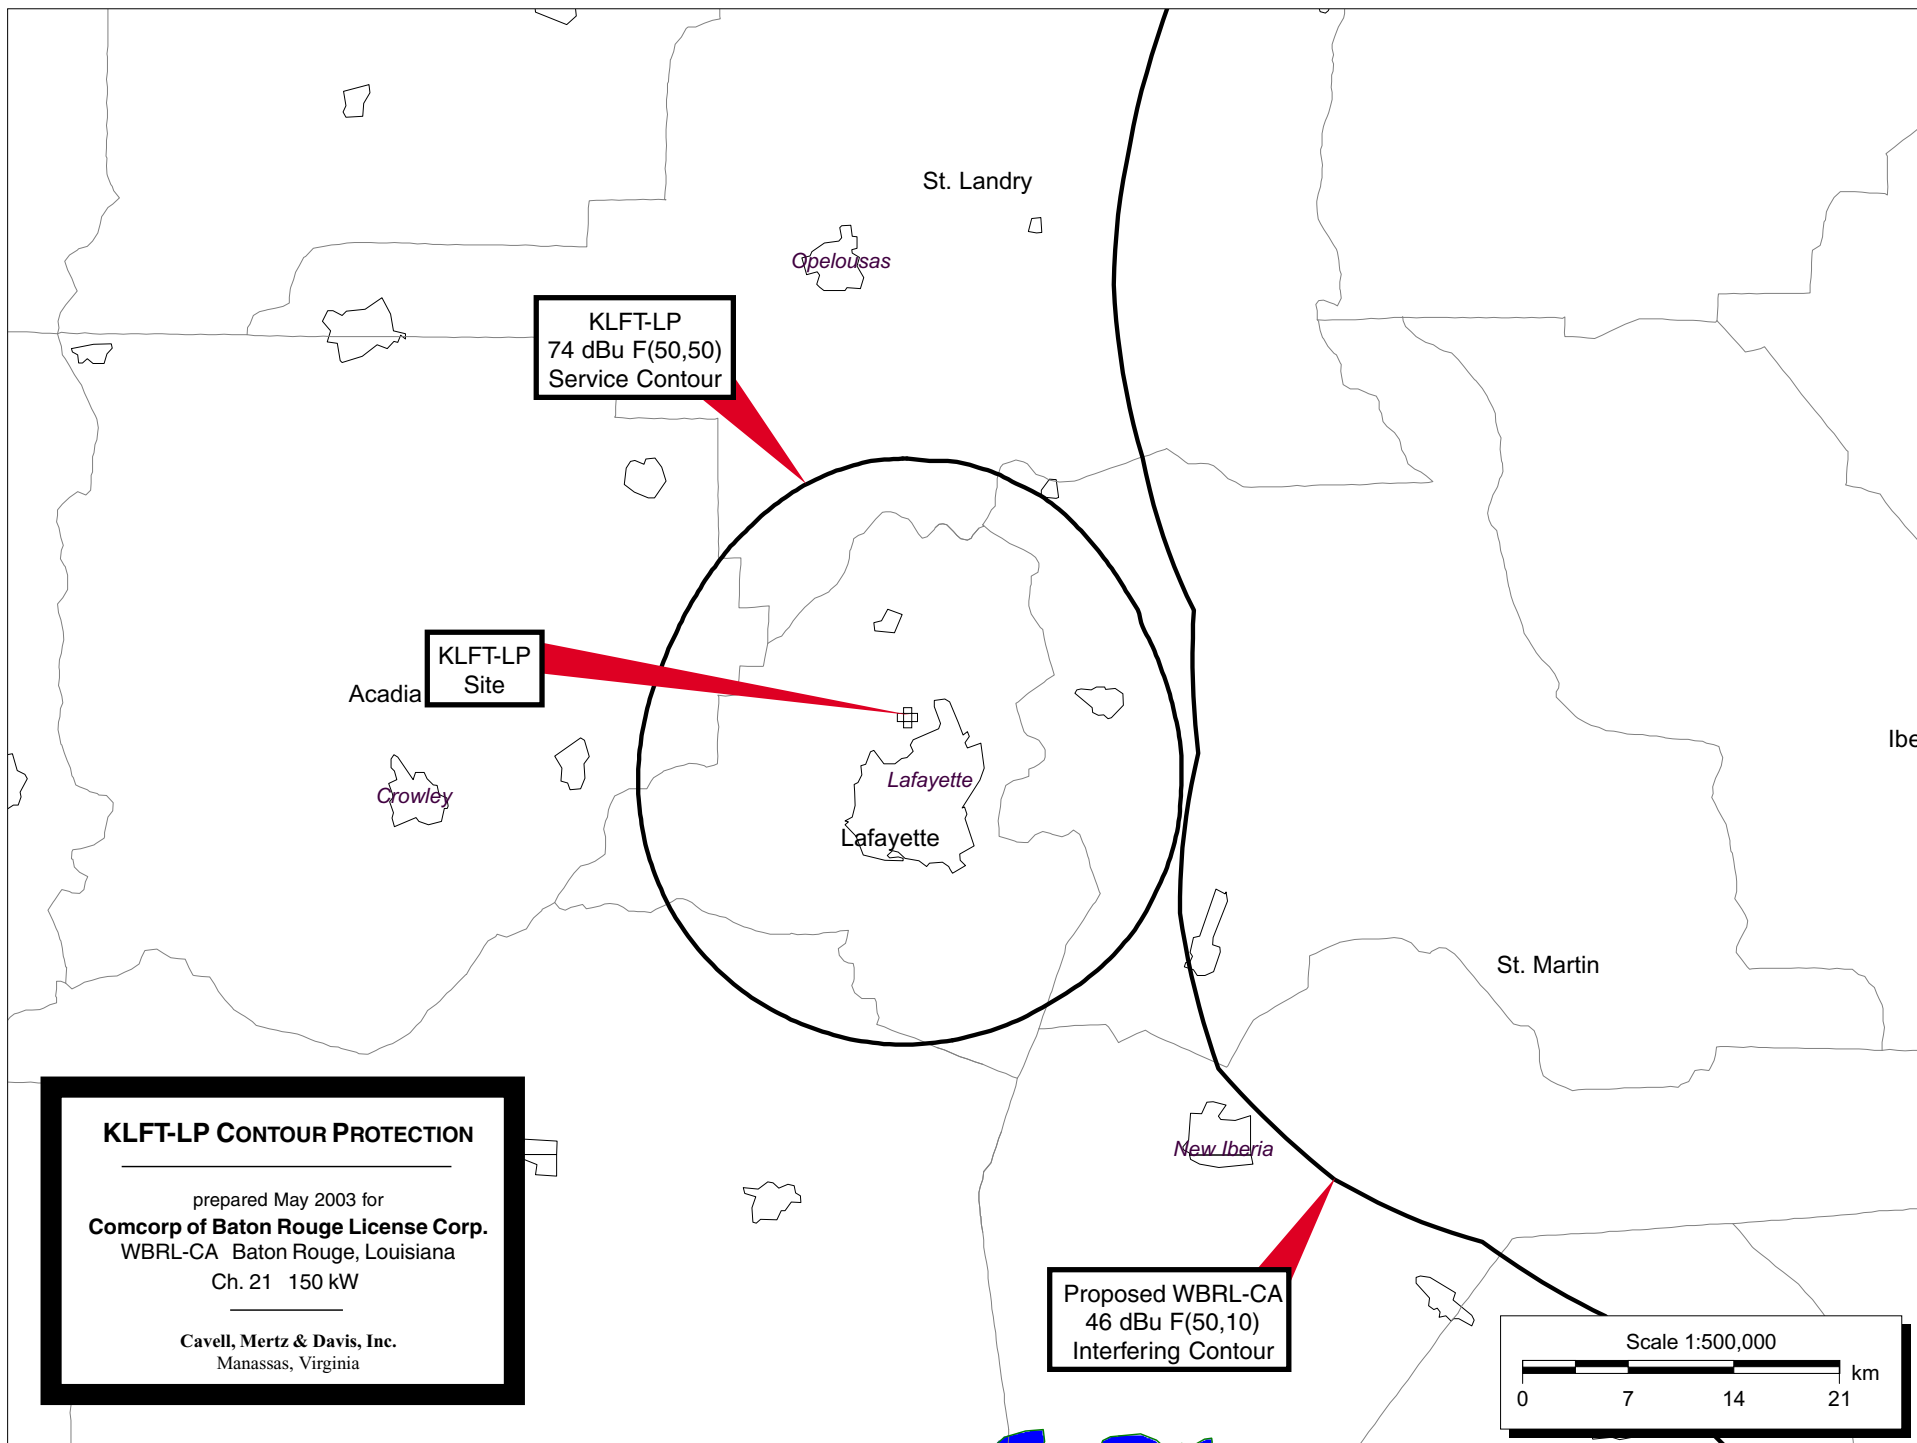 St. Landry
Opelousas
KLFT-LP
74 dBu F(50,50)
Service Contour
KLFT-LP
Site
Acadia
Crowley
Lafayette
Lafayette
Ibe
St. Martin
New Iberia
KLFT-LP CONTOUR PROTECTION
prepared May 2003 for
Comcorp of Baton Rouge License Corp.
WBRL-CA Baton Rouge, Louisiana
Ch. 21 150 kW
Cavell, Mertz & Davis, Inc.
Manassas, Virginia
Proposed WBRL-CA
46 dBu F(50,10)
Interfering Contour
Scale 1:500,000
km
0 7 14 21